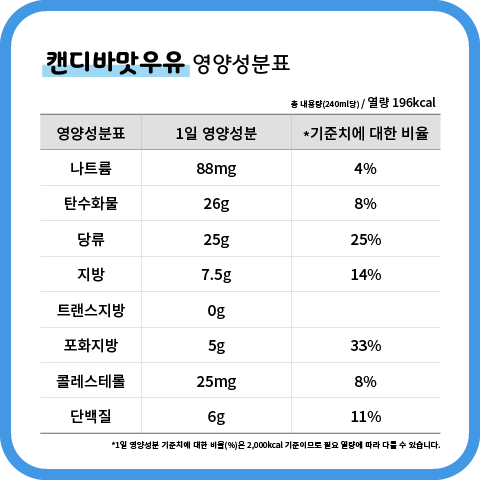 캔디바맛우유 영양성분표
총 내용량(240ml당) / 열량 196kcal
영양성분표 1일 영양성분 *기준치에 대한 비율
나트륨 88mg 4%
탄수화물 26g 8%
당류 25g 25%
지방 7.5g 14%
트랜스지방 0g
포화지방 5g 33%
콜레스테롤 25mg 8%
단백질 6g 11%
*1일 영양성분 기준치에 대한 비율(%)은 2,000kcal 기준이므로 필요 열량에 따라 다를 수 있습니다.